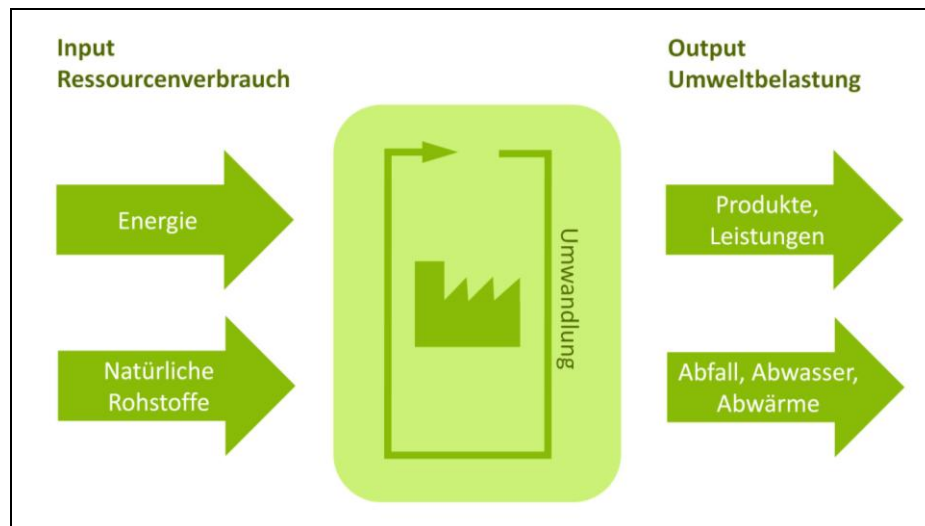 Input
Ressourcenverbrauch
Output
Umweltbelastung
Energie
Natürliche
Rohstoffe
Umwandlung
Produkte,
Leistungen
Abfall, Abwasser,
Abwärme